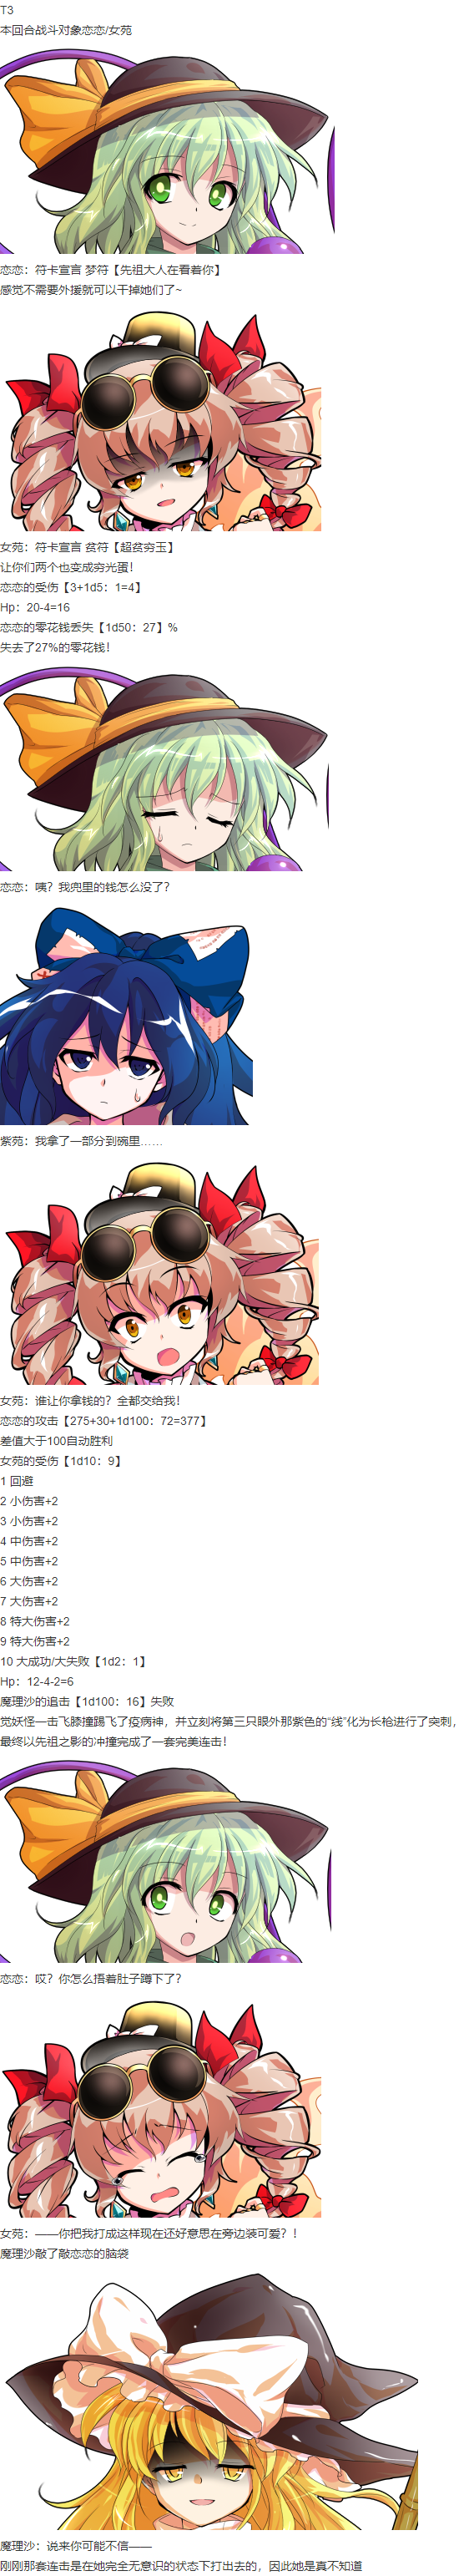 T3
本回合战斗对象恋恋/女苑
恋恋：符卡宣言 梦符【先祖大人在看着你】
感觉不需要外援就可以干掉她们了~
女苑：符卡宣言 贫符【超贫穷玉】
让你们两个也变成穷光蛋！
恋恋的受伤【3+1d5：1=4】
Hp：20-4=16
恋恋的零花钱丢失【1d50：27】%
失去了27%的零花钱！
恋恋：咦？我兜里的钱怎么没了？
紫苑：我拿了一部分到碗里……
女苑：谁让你拿钱的？全都交给我！
恋恋的攻击【275+30+1d100：72=377】
差值大于100自动胜利
女苑的受伤【1d10：9】
1 回避
2 小伤害+2
3 小伤害+2
4 中伤害+2
5 中伤害+2
6 大伤害+2
7 大伤害+2
8 特大伤害+2
9 特大伤害+2
10 大成功/大失败【1d2：1】
Hp：12-4-2=6
魔理沙的追击【1d100：16】失败
觉妖怪一击飞膝撞踢飞了疫病神，并立刻将第三只眼外那紫色的“线”化为长枪进行了突刺，
最终以先祖之影的冲撞完成了一套完美连击！
恋恋：哎？你怎么捂着肚子蹲下了？
女苑：——你把我打成这样现在还好意思在旁边装可爱？！
魔理沙敲了敲恋恋的脑袋
魔理沙：说来你可能不信——
刚刚那套连击是在她完全无意识的状态下打出去的，因此她是真不知道